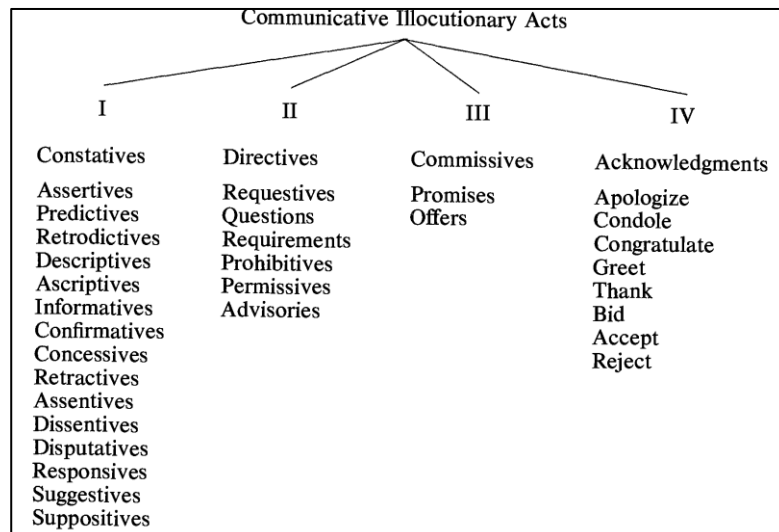 Communicative Illocutionary Acts
I
II
III
IV
Constatives
Assertives
Predictives
Retrodictives
Descriptives
Ascriptives
Informatives
Confirmatives
Concessives
Retractives
Assentives
Dissentives
Disputatives
Responsives
Suggestives
Suppositives
Directives
Requestives
Questions
Requirements
Prohibitives
Permissives
Advisories
Commissives
Promises
Offers
Acknowledgments
Apologize
Condole
Congratulate
Greet
Thank
Bid
Accept
Reject